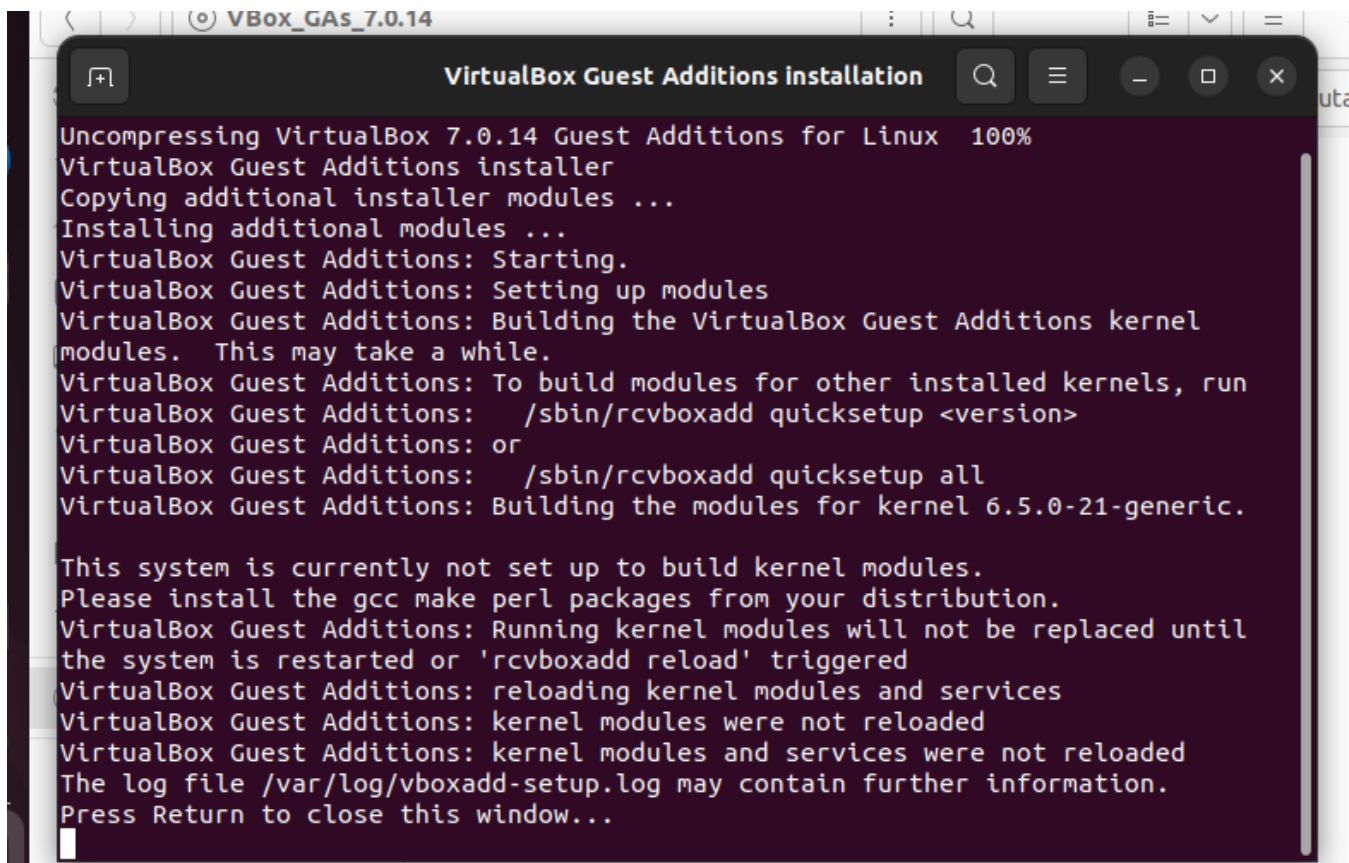 VBox_GAs_7.0.14
VirtualBox Guest Additions installation
Uncompressing VirtualBox 7.0.14 Guest Additions for Linux  100%
VirtualBox Guest Additions installer
Copying additional installer modules ...
Installing additional modules ...
VirtualBox Guest Additions: Starting.
VirtualBox Guest Additions: Setting up modules
VirtualBox Guest Additions: Building the VirtualBox Guest Additions kernel
modules.  This may take a while.
VirtualBox Guest Additions: To build modules for other installed kernels, run
VirtualBox Guest Additions:   /sbin/rcvboxadd quicksetup <version>
VirtualBox Guest Additions: or
VirtualBox Guest Additions:   /sbin/rcvboxadd quicksetup all
VirtualBox Guest Additions: Building the modules for kernel 6.5.0-21-generic.
This system is currently not set up to build kernel modules.
Please install the gcc make perl packages from your distribution.
VirtualBox Guest Additions: Running kernel modules will not be replaced until
the system is restarted or 'rcvboxadd reload' triggered
VirtualBox Guest Additions: reloading kernel modules and services
VirtualBox Guest Additions: kernel modules were not reloaded
VirtualBox Guest Additions: kernel modules and services were not reloaded
The log file /var/log/vboxadd-setup.log may contain further information.
Press Return to close this window...